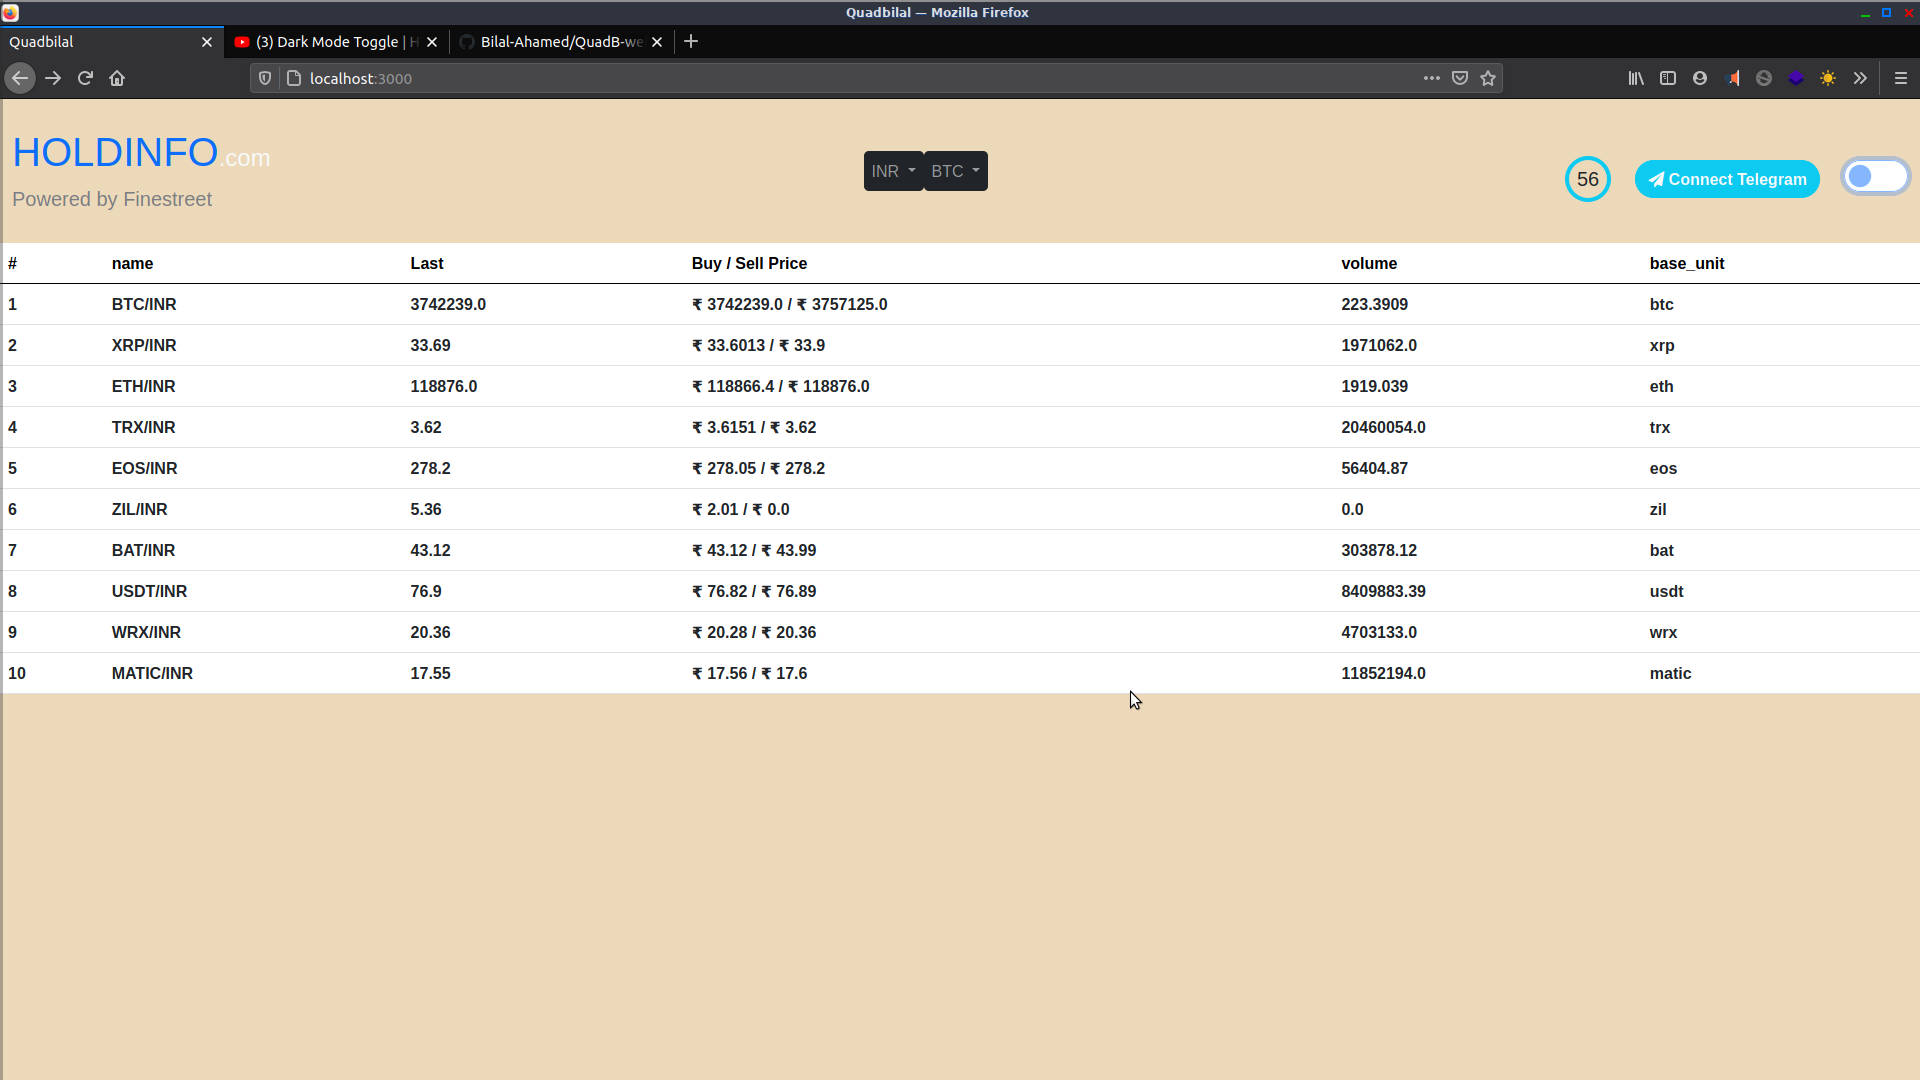 Quadbilal — Mozilla Firefox
Quadbilal
(3) Dark Mode Toggle | H
Bilal-Ahamed/QuadB-we
localhost:3000
HOLDINFO.com
Powered by Finestreet
INR BTC
56
Connect Telegram
# name Last Buy / Sell Price volume base_unit
1 BTC/INR 3742239.0 ₹ 3742239.0 / ₹ 3757125.0 223.3909 btc
2 XRP/INR 33.69 ₹ 33.6013 / ₹ 33.9 1971062.0 xrp
3 ETH/INR 118876.0 ₹ 118866.4 / ₹ 118876.0 1919.039 eth
4 TRX/INR 3.62 ₹ 3.6151 / ₹ 3.62 20460054.0 trx
5 EOS/INR 278.2 ₹ 278.05 / ₹ 278.2 56404.87 eos
6 ZIL/INR 5.36 ₹ 2.01 / ₹ 0.0 0.0 zil
7 BAT/INR 43.12 ₹ 43.12 / ₹ 43.99 303878.12 bat
8 USDT/INR 76.9 ₹ 76.82 / ₹ 76.89 8409883.39 usdt
9 WRX/INR 20.36 ₹ 20.28 / ₹ 20.36 4703133.0 wrx
10 MATIC/INR 17.55 ₹ 17.56 / ₹ 17.6 11852194.0 matic